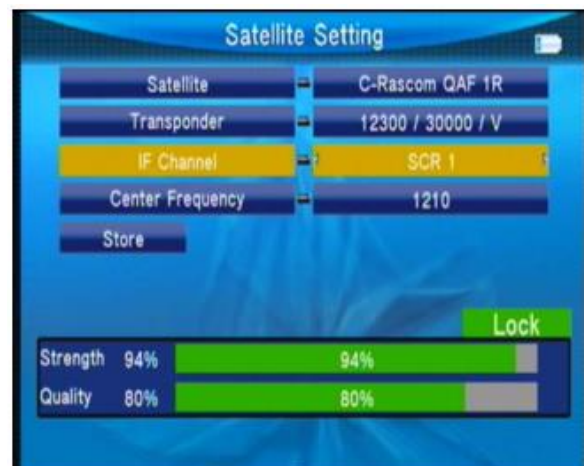 Satellite Setting
Satellite C-Rascom QAF 1R
Transponder 12300 / 30000 / V
IF Channel SCR 1
Center Frequency 1210
Store
Lock
Strength 94% 94%
Quality 80% 80%